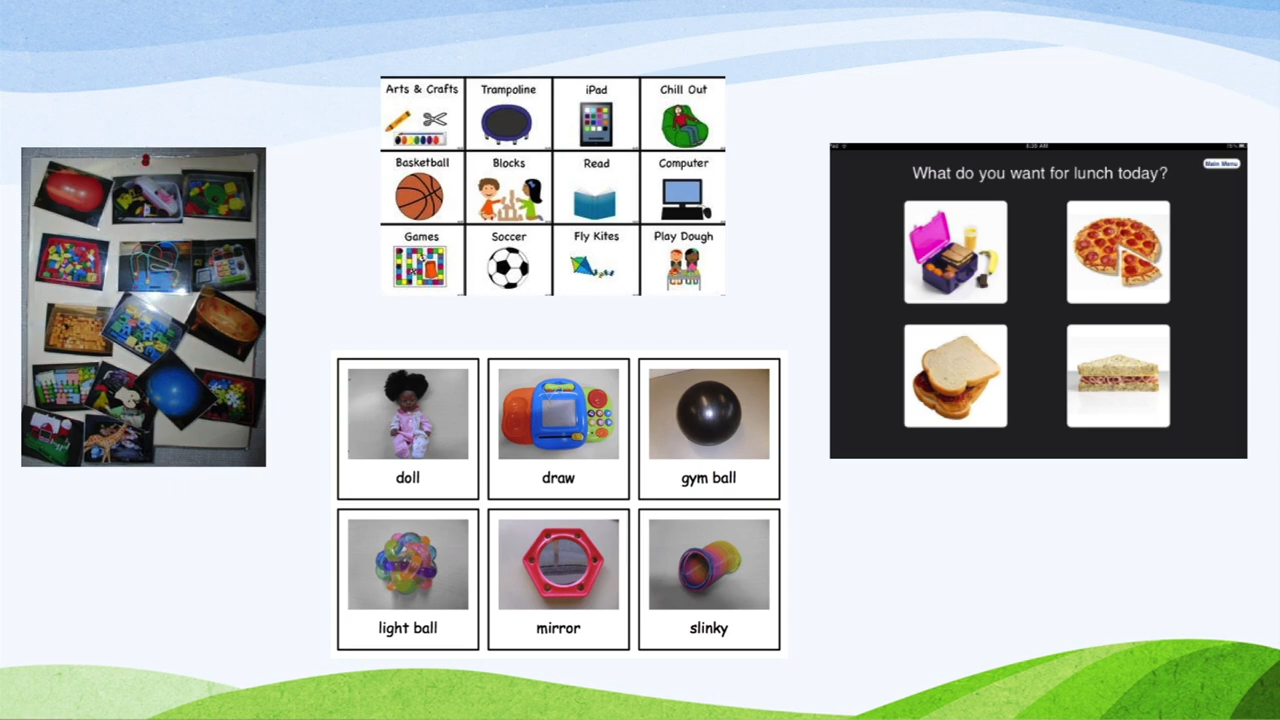 Arts & Crafts
Trampoline
iPad
Chill Out
Basketball
Blocks
Read
Computer
Games
Soccer
Fly Kites
Play Dough
doll
draw
gym ball
light ball
mirror
slinky
What do you want for lunch today?
Main Menu